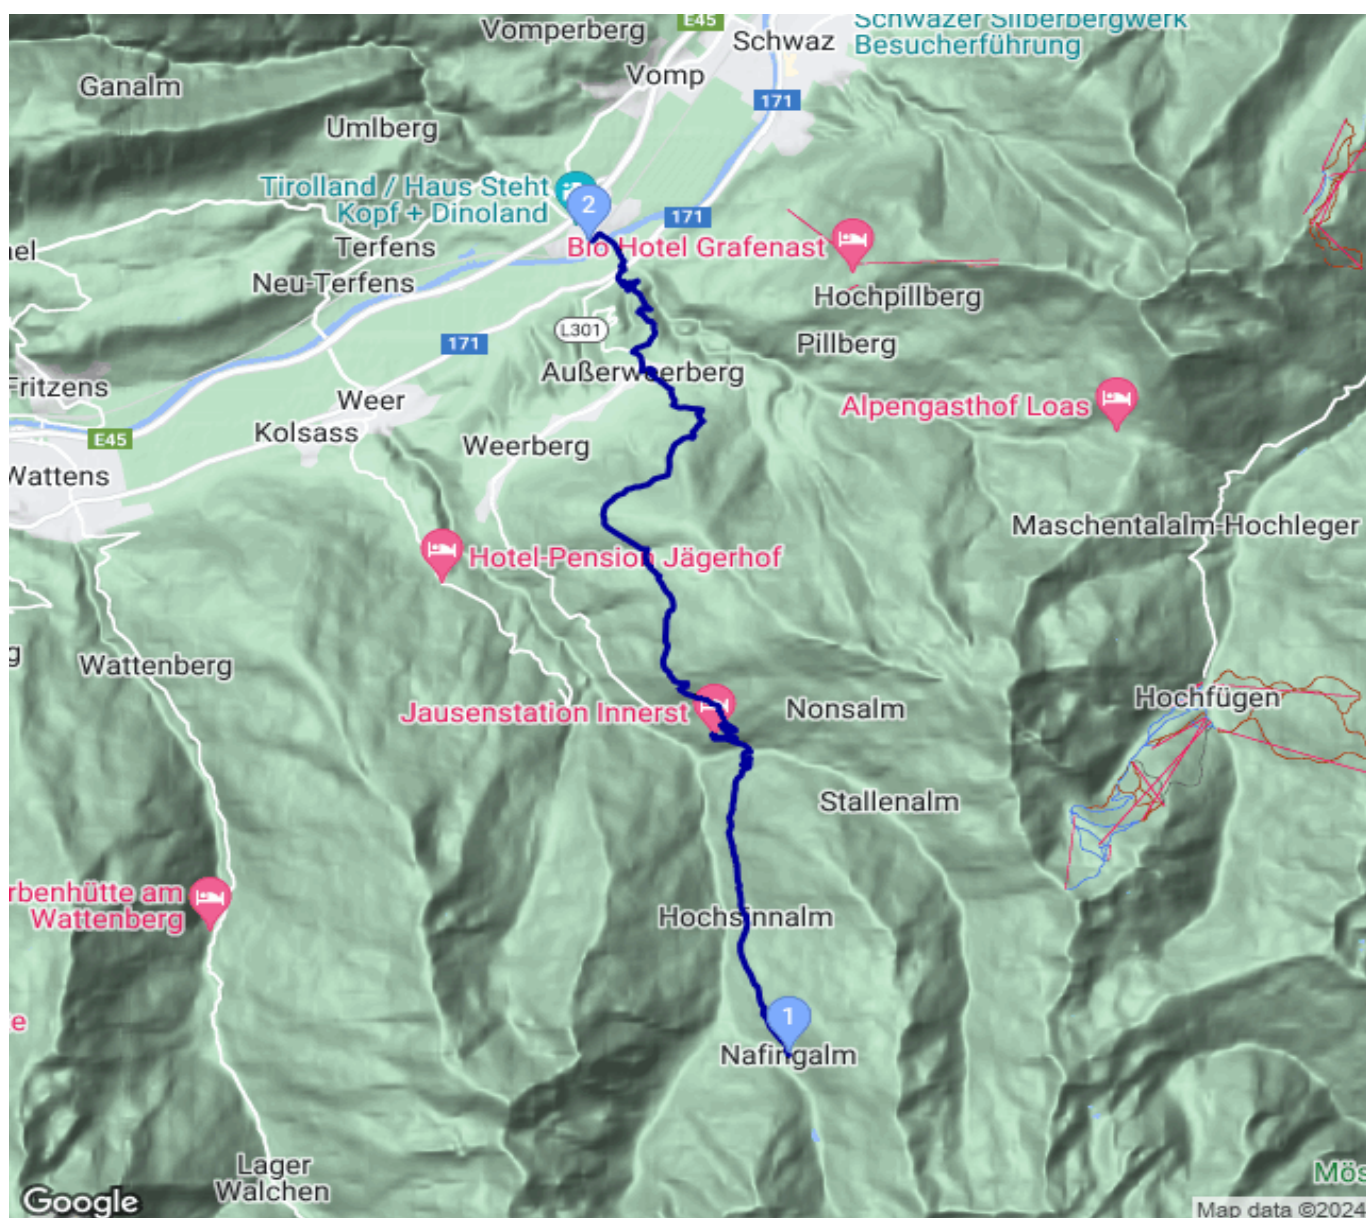 Vomperberg
E45
Schwaz
Schwazer Silberbergwerk
Besucherführung
Ganalm
Vomp
171
Umlberg
Tirolland / Haus Steht
Kopf + Dinoland
2
171
Terfens
Bio Hotel Grafenast
Neu-Terfens
Hochpillberg
L301
171
Pillberg
Außerweerberg
Fritzens
Weer
Alpengasthof Loas
E45
Kolsass
Weerberg
Wattens
Maschentalalm-Hochleger
Hotel-Pension Jägerhof
Wattenberg
Hochfügen
Jausenstation Innerst
Nonsalm
Stallenalm
rbenhütte am
Wattenberg
Hochsinnalm
1
Nafingalm
Lager
Walchen
Mös
Google
Map data ©2024